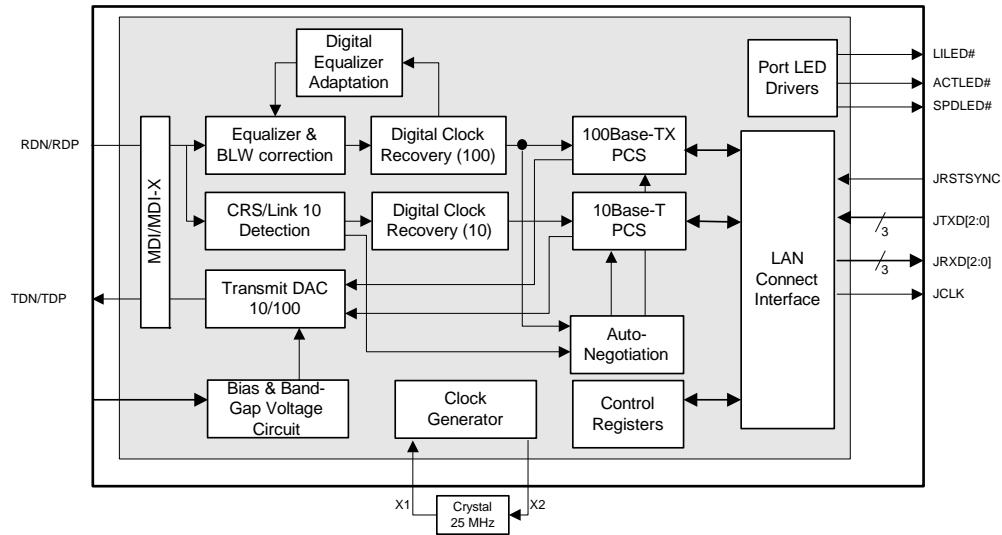 Digital
Equalizer
Adaptation
Port LED
Drivers
LILED#
ACTLED#
SPDLED#
RDN/RDP
MDI/MDI-X
Equalizer &
BLW correction
Digital Clock
Recovery (100)
100Base-TX
PCS
CRS/Link 10
Detection
Digital Clock
Recovery (10)
10Base-T
PCS
LAN
Connect
Interface
JRSTSYNC
JTXD[2:0]
3
JRXD[2:0]
3
JCLK
TDN/TDP
Transmit DAC
10/100
Auto-
Negotiation
Bias & Band-
Gap Voltage
Circuit
Clock
Generator
Control
Registers
X1
X2
Crystal
25 MHz